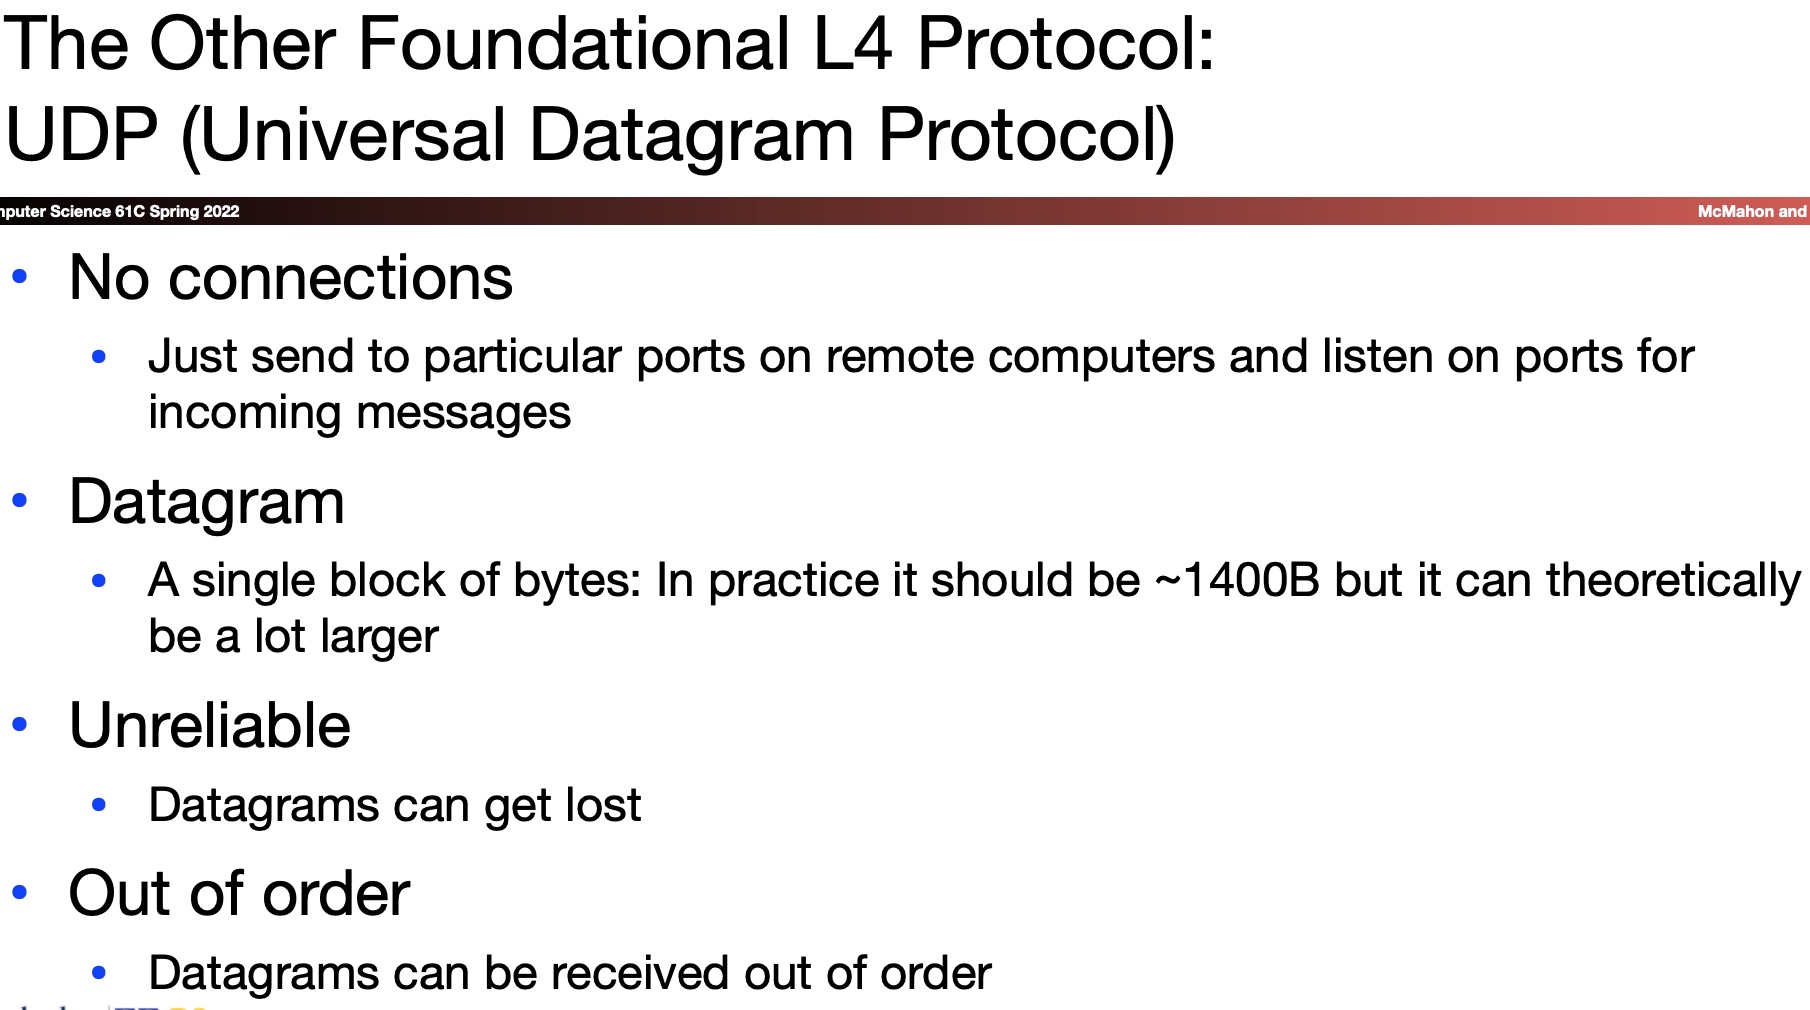 The Other Foundational L4 Protocol:
UDP (Universal Datagram Protocol)
Computer Science 61C Spring 2022
McMahon and
• No connections
• Just send to particular ports on remote computers and listen on ports for
incoming messages
• Datagram
• A single block of bytes: In practice it should be ~1400B but it can theoretically
be a lot larger
• Unreliable
• Datagrams can get lost
• Out of order
• Datagrams can be received out of order